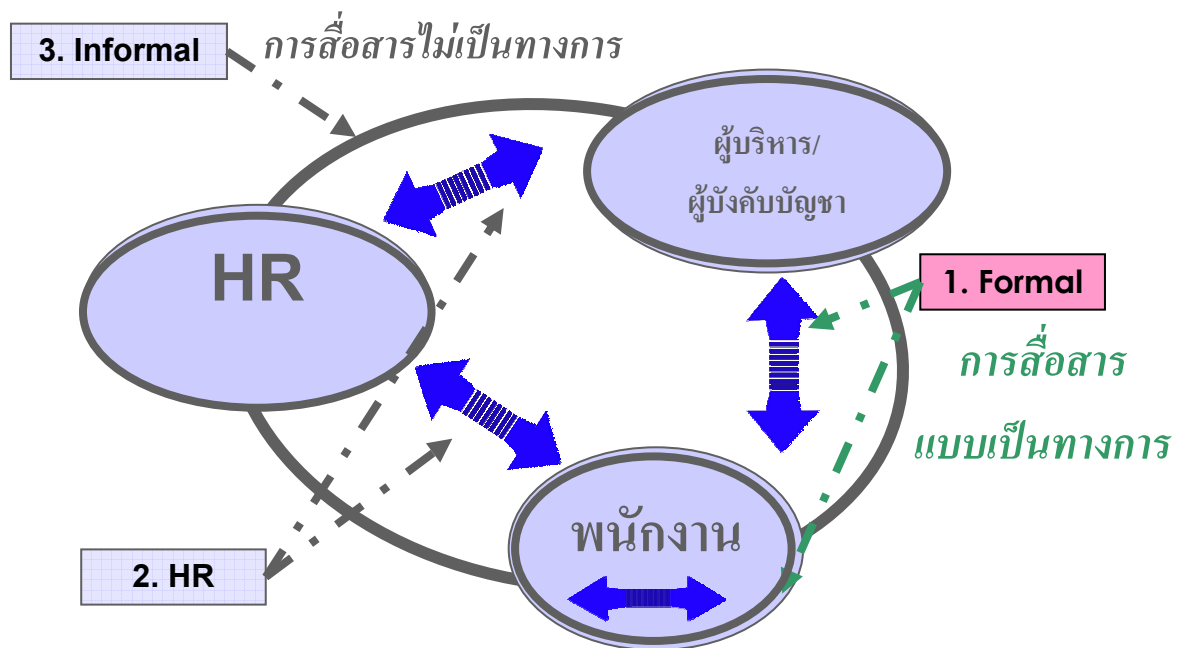 3. Informal
การสื่อสารไม่เป็นทางการ
ผู้บริหาร/
ผู้บังคับบัญชา
HR
1. Formal
การสื่อสาร
แบบเป็นทางการ
พนักงาน
2. HR